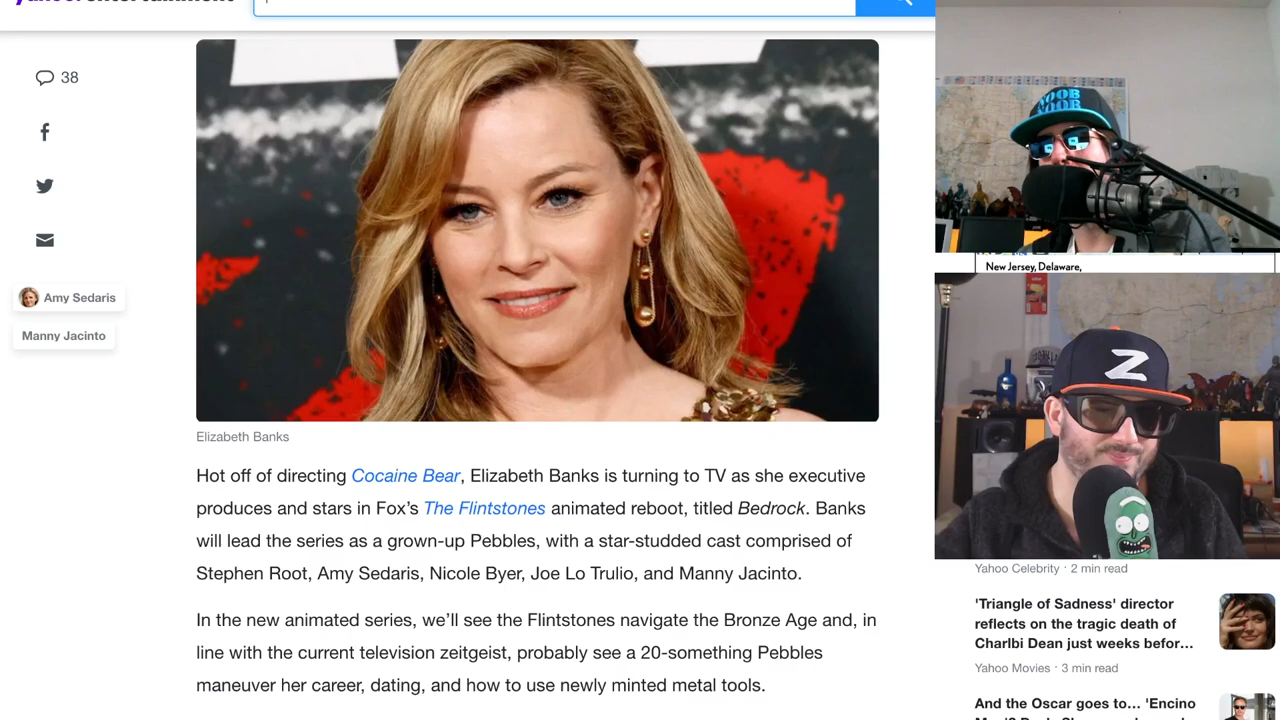 yahoo! entertainment
38
Amy Sedaris
Manny Jacinto
Elizabeth Banks
Hot off of directing Cocaine Bear, Elizabeth Banks is turning to TV as she executive
produces and stars in Fox’s The Flintstones animated reboot, titled Bedrock. Banks
will lead the series as a grown-up Pebbles, with a star-studded cast comprised of
Stephen Root, Amy Sedaris, Nicole Byer, Joe Lo Trulio, and Manny Jacinto.
In the new animated series, we’ll see the Flintstones navigate the Bronze Age and, in
line with the current television zeitgeist, probably see a 20-something Pebbles
maneuver her career, dating, and how to use newly minted metal tools.
NOOB
NOOB
New Jersey, Delaware,
Z
Yahoo Celebrity · 2 min read
'Triangle of Sadness' director
reflects on the tragic death of
Charlbi Dean just weeks befor...
Yahoo Movies · 3 min read
And the Oscar goes to... 'Encino